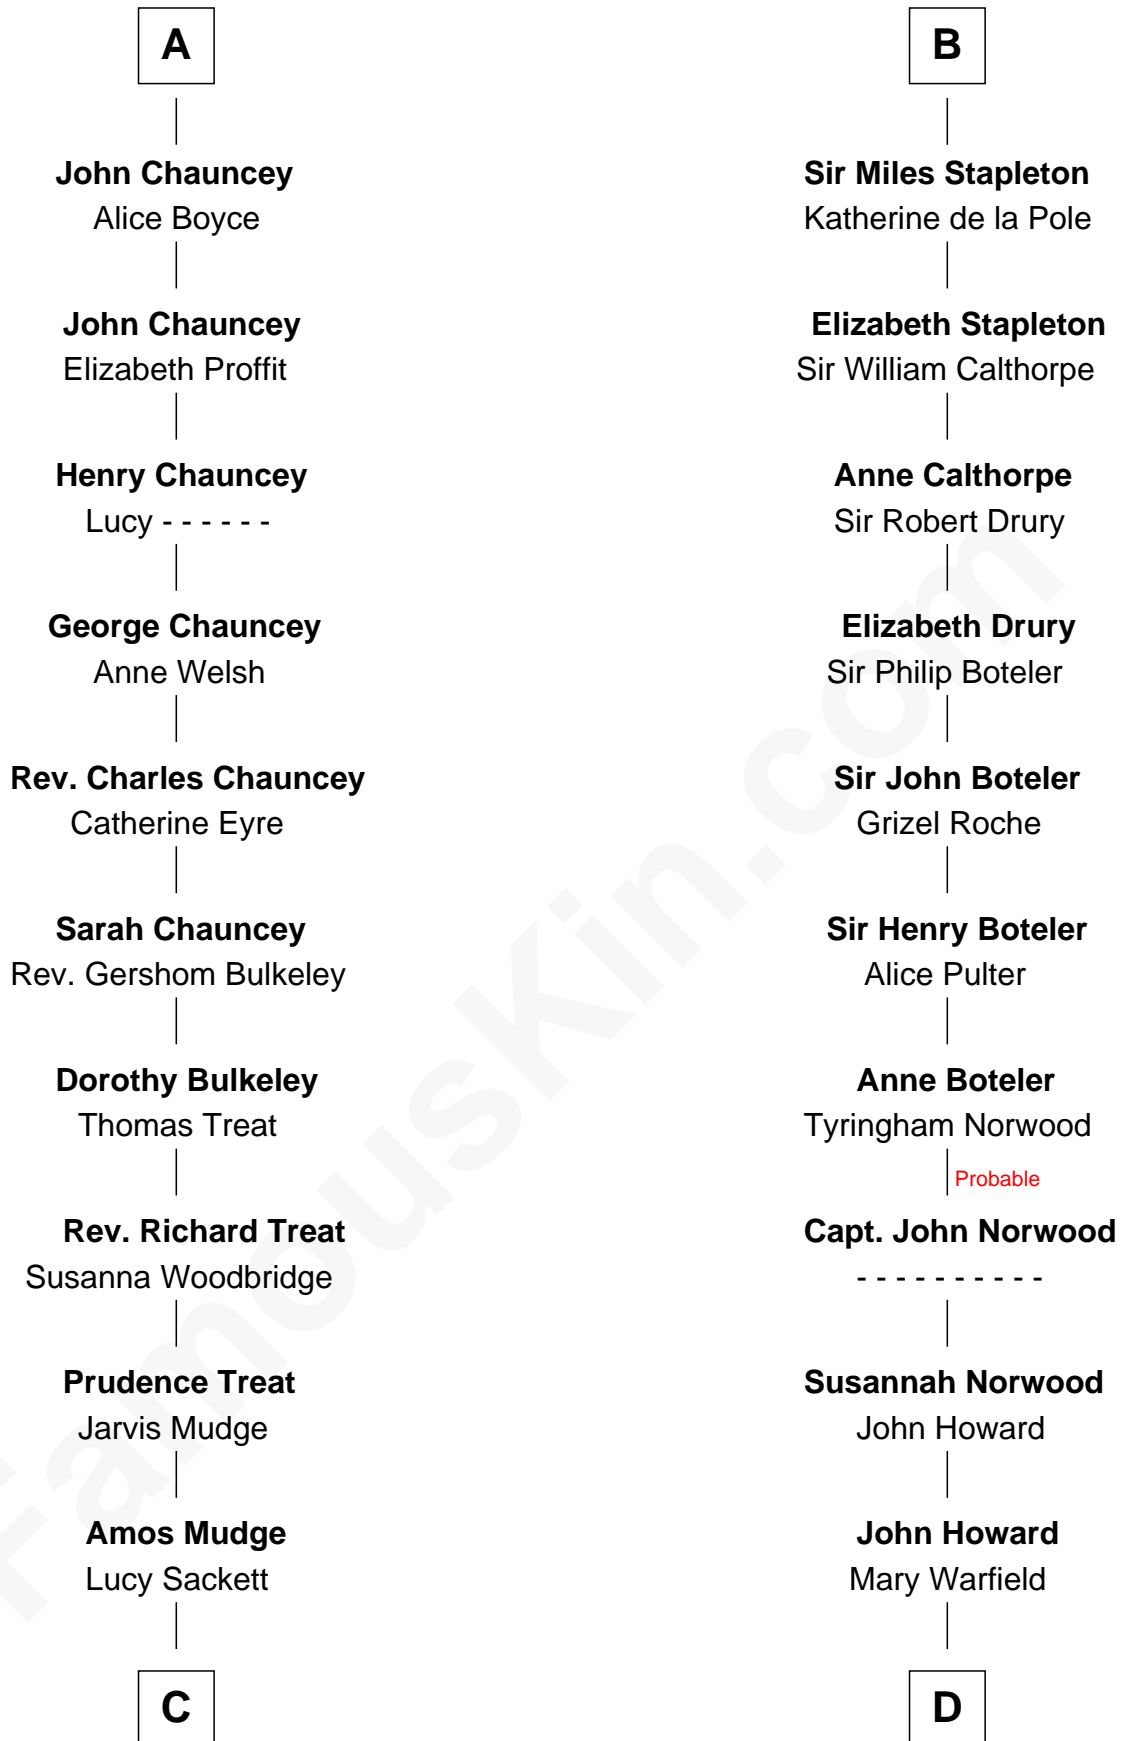 A
John Chauncey
Alice Boyce
John Chauncey
Elizabeth Proffit
Henry Chauncey
Lucy - - - - - -
George Chauncey
Anne Welsh
Rev. Charles Chauncey
Catherine Eyre
Sarah Chauncey
Rev. Gershom Bulkeley
Dorothy Bulkeley
Thomas Treat
Rev. Richard Treat
Susanna Woodbridge
Prudence Treat
Jarvis Mudge
Amos Mudge
Lucy Sackett
C
B
Sir Miles Stapleton
Katherine de la Pole
Elizabeth Stapleton
Sir William Calthorpe
Anne Calthorpe
Sir Robert Drury
Elizabeth Drury
Sir Philip Boteler
Sir John Boteler
Grizel Roche
Sir Henry Boteler
Alice Pulter
Anne Boteler
Tyringham Norwood
Probable
Capt. John Norwood
- - - - - - - - - -
Susannah Norwood
John Howard
John Howard
Mary Warfield
D
FamousKin.com